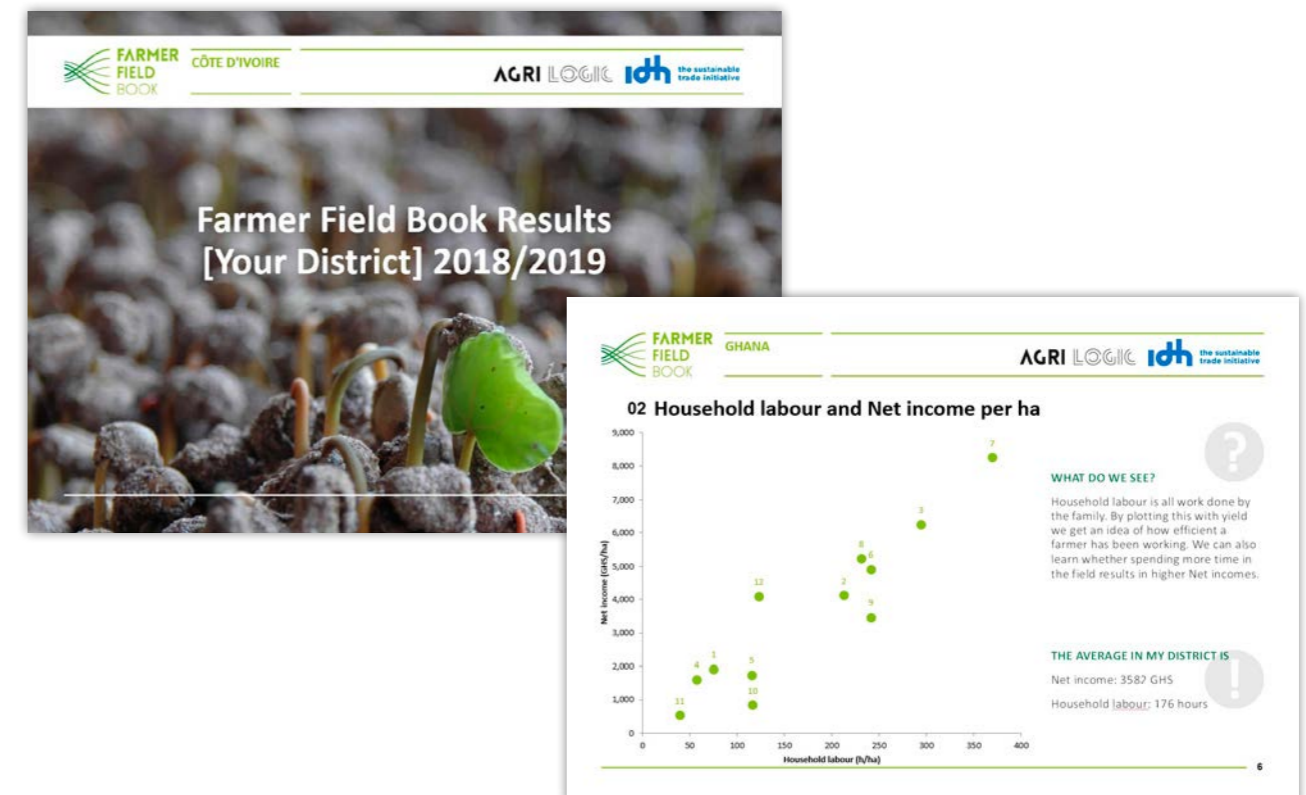 FARMER
FIELD
BOOK
CÔTE D'IVOIRE
AGRI LOGIC
idh
the sustainable
trade initiative
Farmer Field Book Results
[Your District] 2018/2019
FARMER
FIELD
BOOK
GHANA
AGRI LOGIC
idh
the sustainable
trade initiative
02 Household labour and Net income per ha
9,000
8,000
7,000
6,000
5,000
4,000
3,000
2,000
1,000
0
Net income (GHS/ha)
7
3
8
6
12
2
9
4
1
5
10
11
0 50 100 150 200 250 300 350 400
Household labour (h/ha)
?
WHAT DO WE SEE?
Household labour is all work done by
the family. By plotting this with yield
we get an idea of how efficient a
farmer has been working. We can also
learn whether spending more time in
the field results in higher Net incomes.
!
THE AVERAGE IN MY DISTRICT IS
Net income: 3582 GHS
Household labour: 176 hours
6